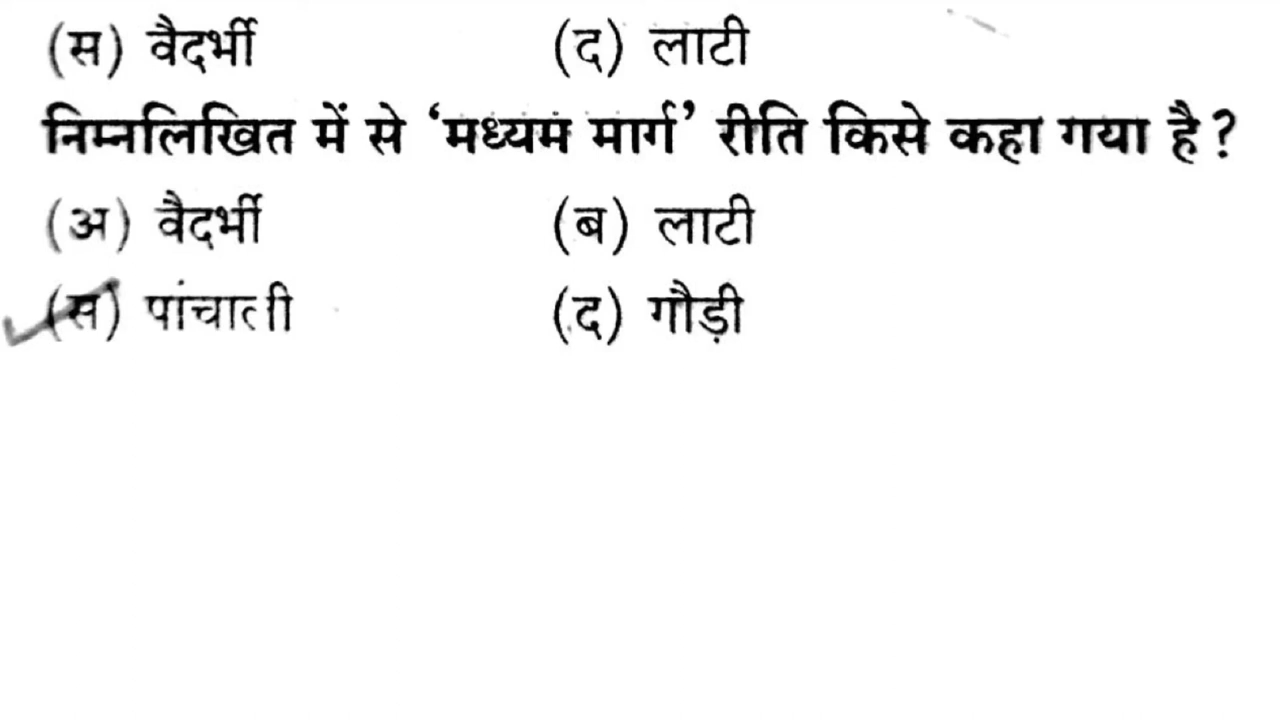 (स) वैदर्भी (द) लाटी
निम्नलिखित में से ‘मध्यम मार्ग’ रीति किसे कहा गया है?
(अ) वैदर्भी (ब) लाटी
(स) पांचाली (द) गौड़ी